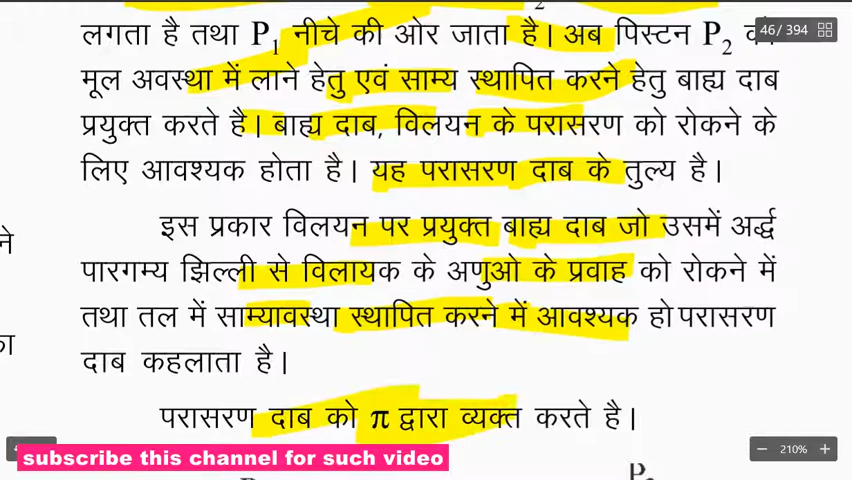 2
लगता है तथा P1 नीचे की ओर जाता है। अब पिस्टन P2 को
46 / 394
मूल अवस्था में लाने हेतु एवं साम्य स्थापित करने हेतु बाह्य दाब
प्रयुक्त करते है। बाह्य दाब, विलयन के परासरण को रोकने के
लिए आवश्यक होता है। यह परासरण दाब के तुल्य है।
इस प्रकार विलयन पर प्रयुक्त बाह्य दाब जो उसमें अर्द्ध
ने
पारगम्य झिल्ली से विलायक के अणुओ के प्रवाह को रोकने में
तथा तल में साम्यावस्था स्थापित करने में आवश्यक हो परासरण
दाब कहलाता है।
परासरण दाब को π द्वारा व्यक्त करते है।
210%
subscribe this channel for such video